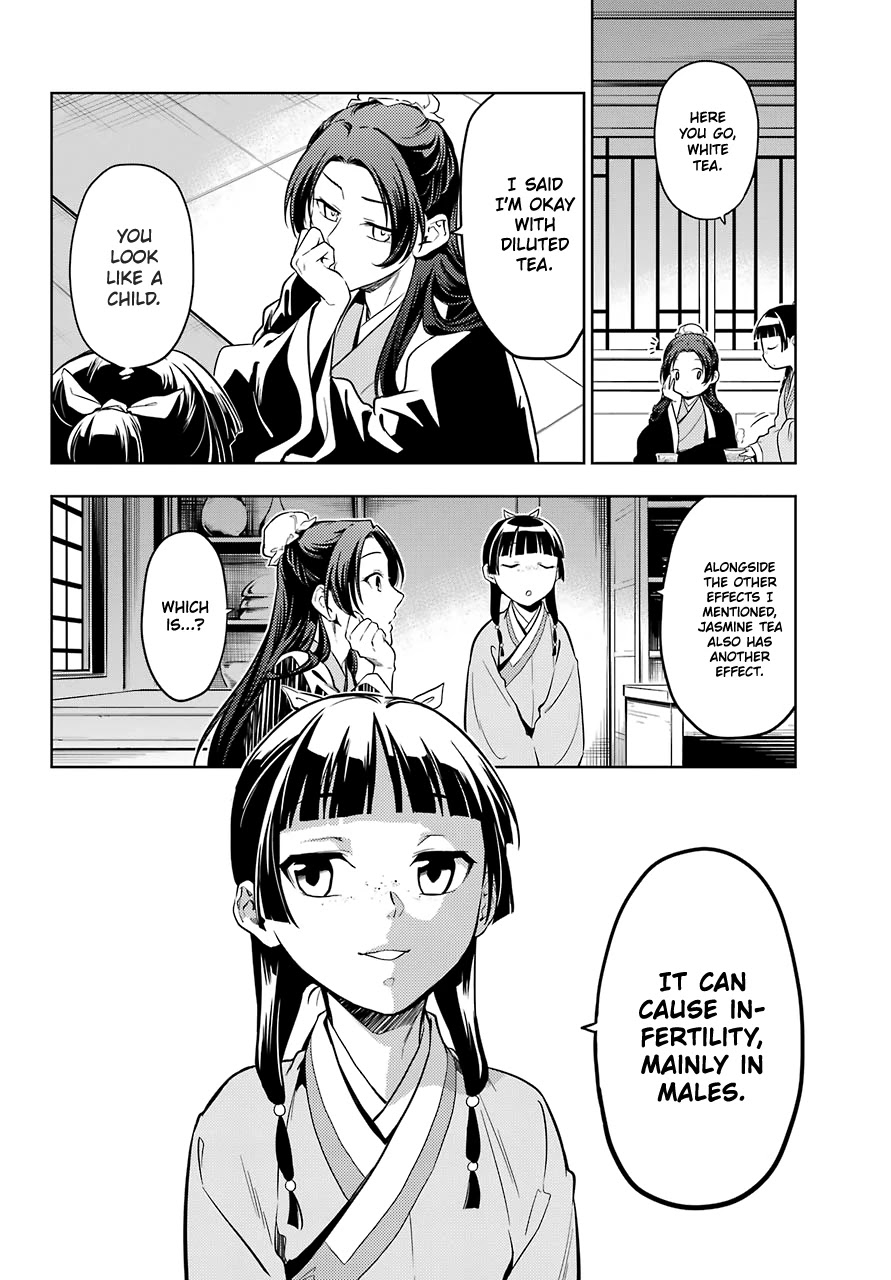 HERE
YOU GO,
WHITE
TEA.
I SAID
I'M OKAY
WITH
DILUTED
TEA.
YOU
LOOK
LIKE A
CHILD.
ALONGSIDE
THE OTHER
EFFECTS I
MENTIONED,
JASMINE TEA
ALSO HAS
ANOTHER
EFFECT.
WHICH
IS...?
IT CAN
CAUSE IN-
FERTILITY,
MAINLY IN
MALES.